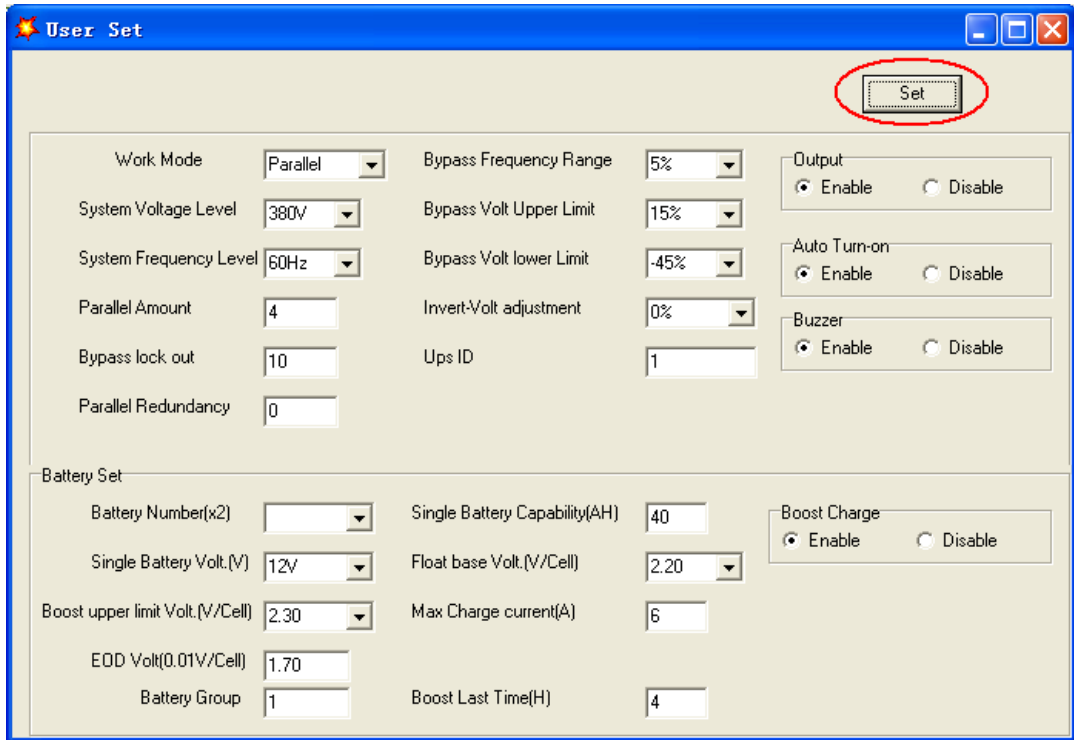 User Set
Set
Work Mode Parallel Bypass Frequency Range 5% Output
Enable Disable
System Voltage Level 380V Bypass Volt Upper Limit 15%
Auto Turn-on
System Frequency Level 60Hz Bypass Volt lower Limit -45% Enable Disable
Parallel Amount 4 Invert-Volt adjustment 0%
Buzzer
Bypass lock out 10 Ups ID 1 Enable Disable
Parallel Redundancy 0
Battery Set
Battery Number(x2) Single Battery Capability(AH) 40 Boost Charge
Enable Disable
Single Battery Volt.(V) 12V Float base Volt.(V/Cell) 2.20
Boost upper limit Volt.(V/Cell) 2.30 Max Charge current(A) 6
EOD Volt(0.01V/Cell) 1.70
Battery Group 1 Boost Last Time(H) 4